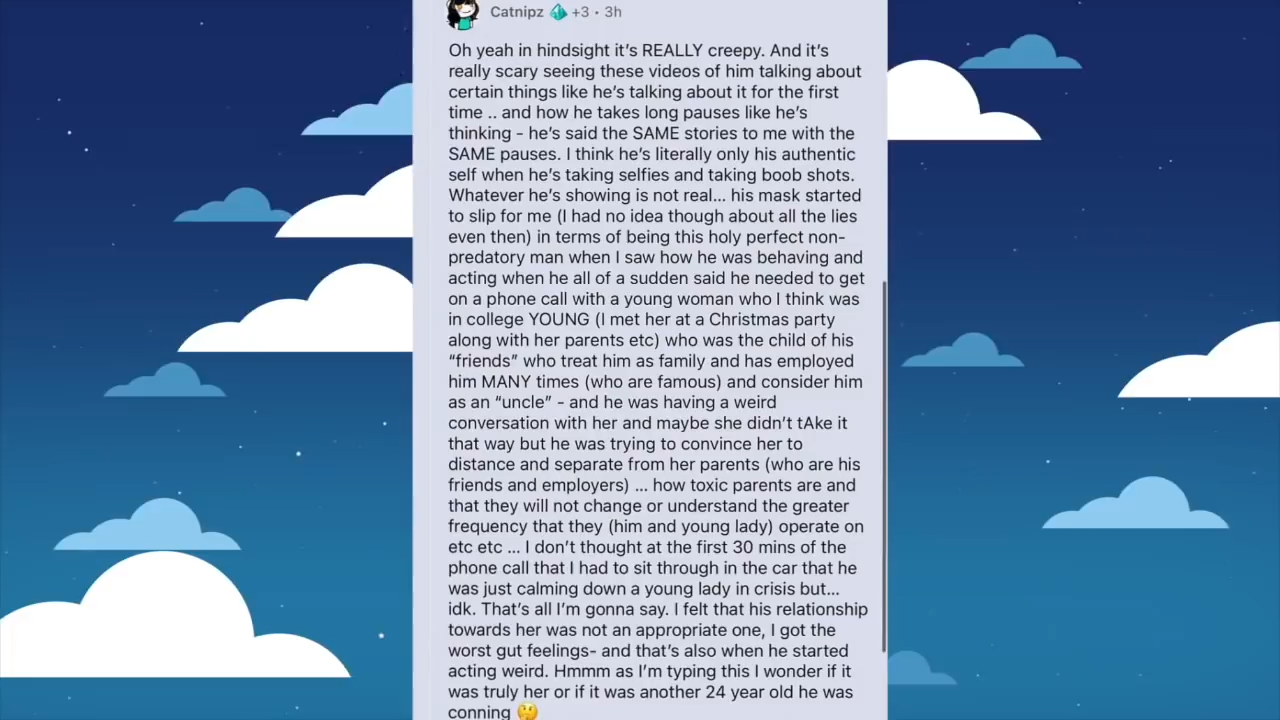 Catnipz +3 · 3h
Oh yeah in hindsight it's REALLY creepy. And it's
really scary seeing these videos of him talking about
certain things like he's talking about it for the first
time .. and how he takes long pauses like he's
thinking - he's said the SAME stories to me with the
SAME pauses. I think he's literally only his authentic
self when he's taking selfies and taking boob shots.
Whatever he's showing is not real... his mask started
to slip for me (I had no idea though about all the lies
even then) in terms of being this holy perfect non-
predatory man when I saw how he was behaving and
acting when he all of a sudden said he needed to get
on a phone call with a young woman who I think was
in college YOUNG (I met her at a Christmas party
along with her parents etc) who was the child of his
“friends” who treat him as family and has employed
him MANY times (who are famous) and consider him
as an “uncle” - and he was having a weird
conversation with her and maybe she didn't tAke it
that way but he was trying to convince her to
distance and separate from her parents (who are his
friends and employers) ... how toxic parents are and
that they will not change or understand the greater
frequency that they (him and young lady) operate on
etc etc ... I don't thought at the first 30 mins of the
phone call that I had to sit through in the car that he
was just calming down a young lady in crisis but...
idk. That's all I'm gonna say. I felt that his relationship
towards her was not an appropriate one, I got the
worst gut feelings- and that's also when he started
acting weird. Hmmm as I'm typing this I wonder if it
was truly her or if it was another 24 year old he was
conning 🤔